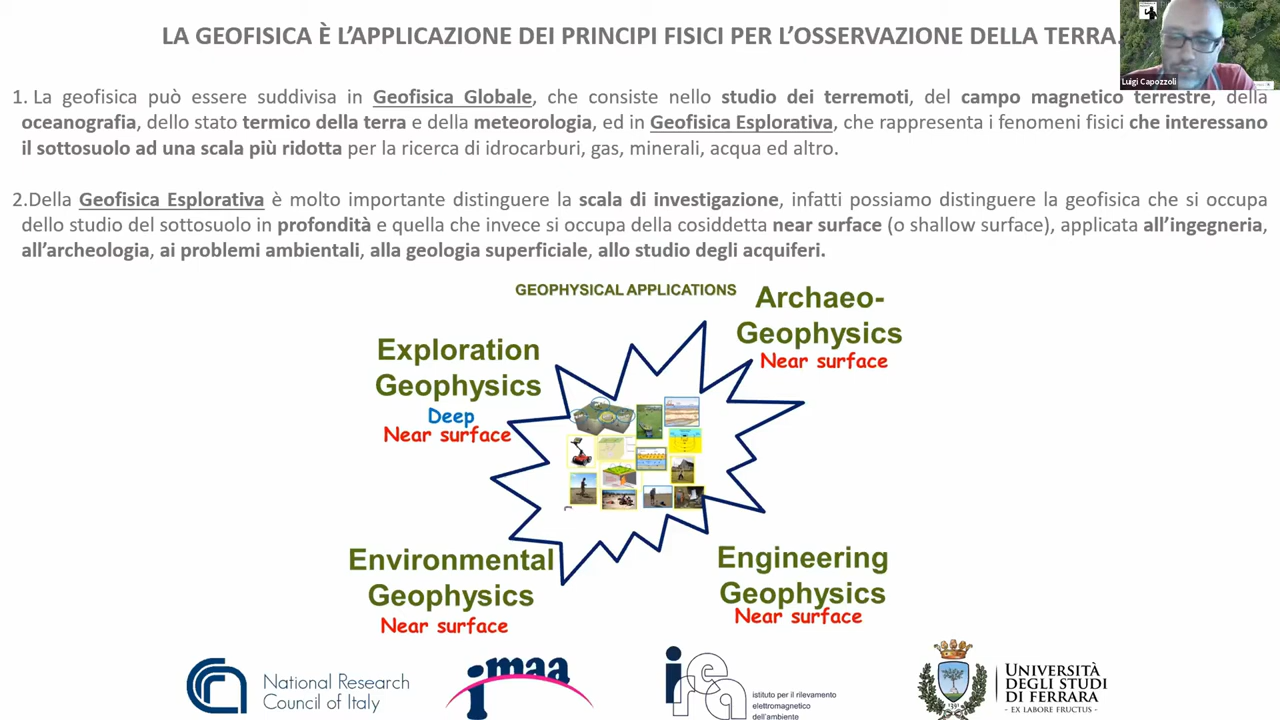 LA GEOFISICA È L'APPLICAZIONE DEI PRINCIPI FISICI PER L'OSSERVAZIONE DELLA TERRA.
Luigi Capozzoli
1. La geofisica può essere suddivisa in Geofisica Globale, che consiste nello studio dei terremoti, del campo magnetico terrestre, della
oceanografia, dello stato termico della terra e della meteorologia, ed in Geofisica Esplorativa, che rappresenta i fenomeni fisici che interessano
il sottosuolo ad una scala più ridotta per la ricerca di idrocarburi, gas, minerali, acqua ed altro.
2.Della Geofisica Esplorativa è molto importante distinguere la scala di investigazione, infatti possiamo distinguere la geofisica che si occupa
dello studio del sottosuolo in profondità e quella che invece si occupa della cosiddetta near surface (o shallow surface), applicata all'ingegneria,
all'archeologia, ai problemi ambientali, alla geologia superficiale, allo studio degli acquiferi.
GEOPHYSICAL APPLICATIONS
Archaeo-
Geophysics
Near surface
Exploration
Geophysics
Deep
Near surface
Environmental
Geophysics
Near surface
Engineering
Geophysics
Near surface
National Research
Council of Italy
imaa
irea
istituto per il rilevamento
elettromagnetico
dell'ambiente
UNIVERSITÀ
DEGLI STUDI
DI FERRARA
- EX LABORE FRUCTUS -